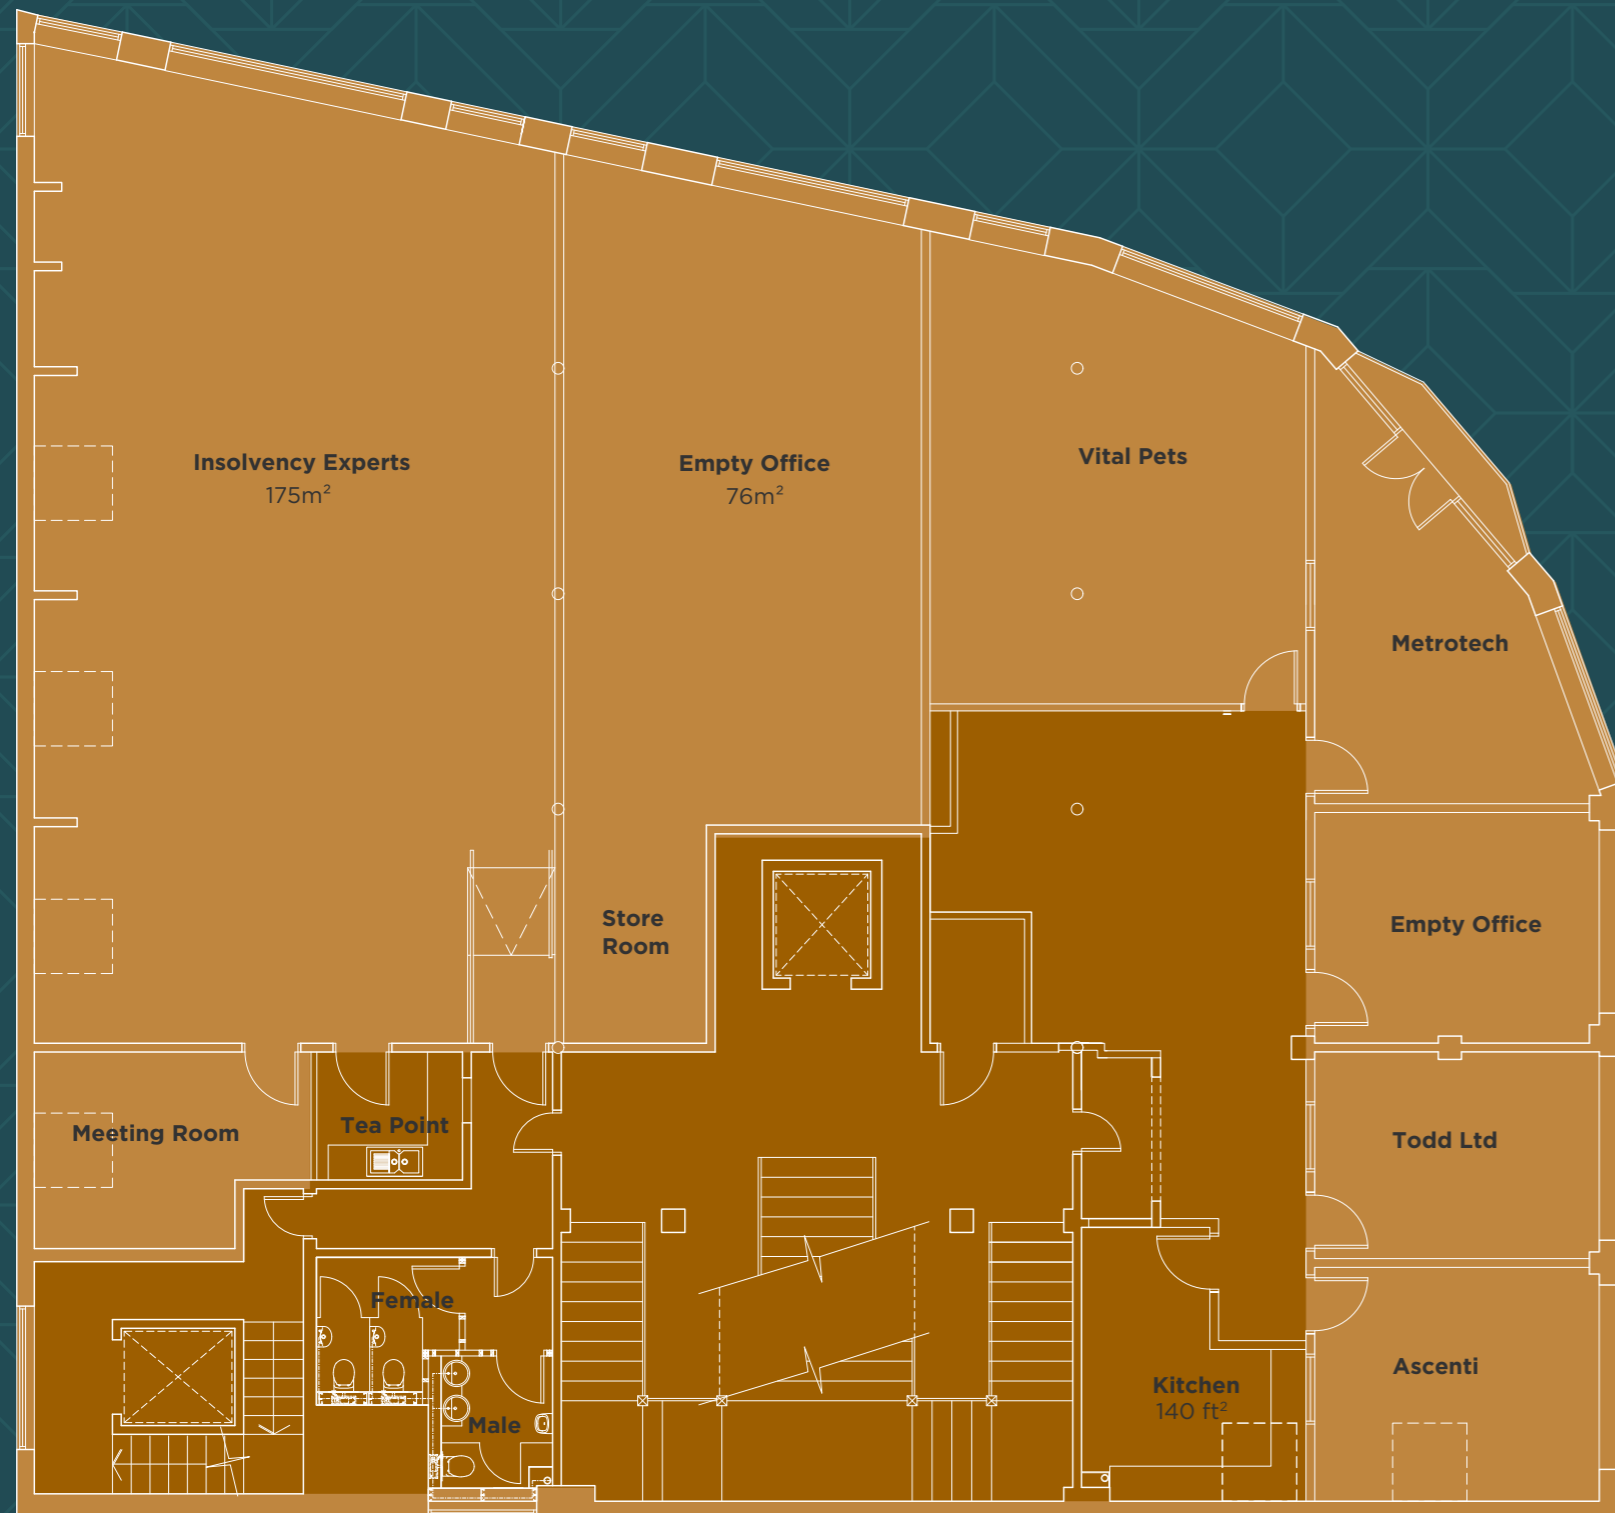 Insolvency Experts
175m²
Empty Office
76m²
Vital Pets
Metrotech
Store
Room
Empty Office
Meeting Room
Tea Point
Todd Ltd
Female
Male
Kitchen
140 ft²
Ascenti